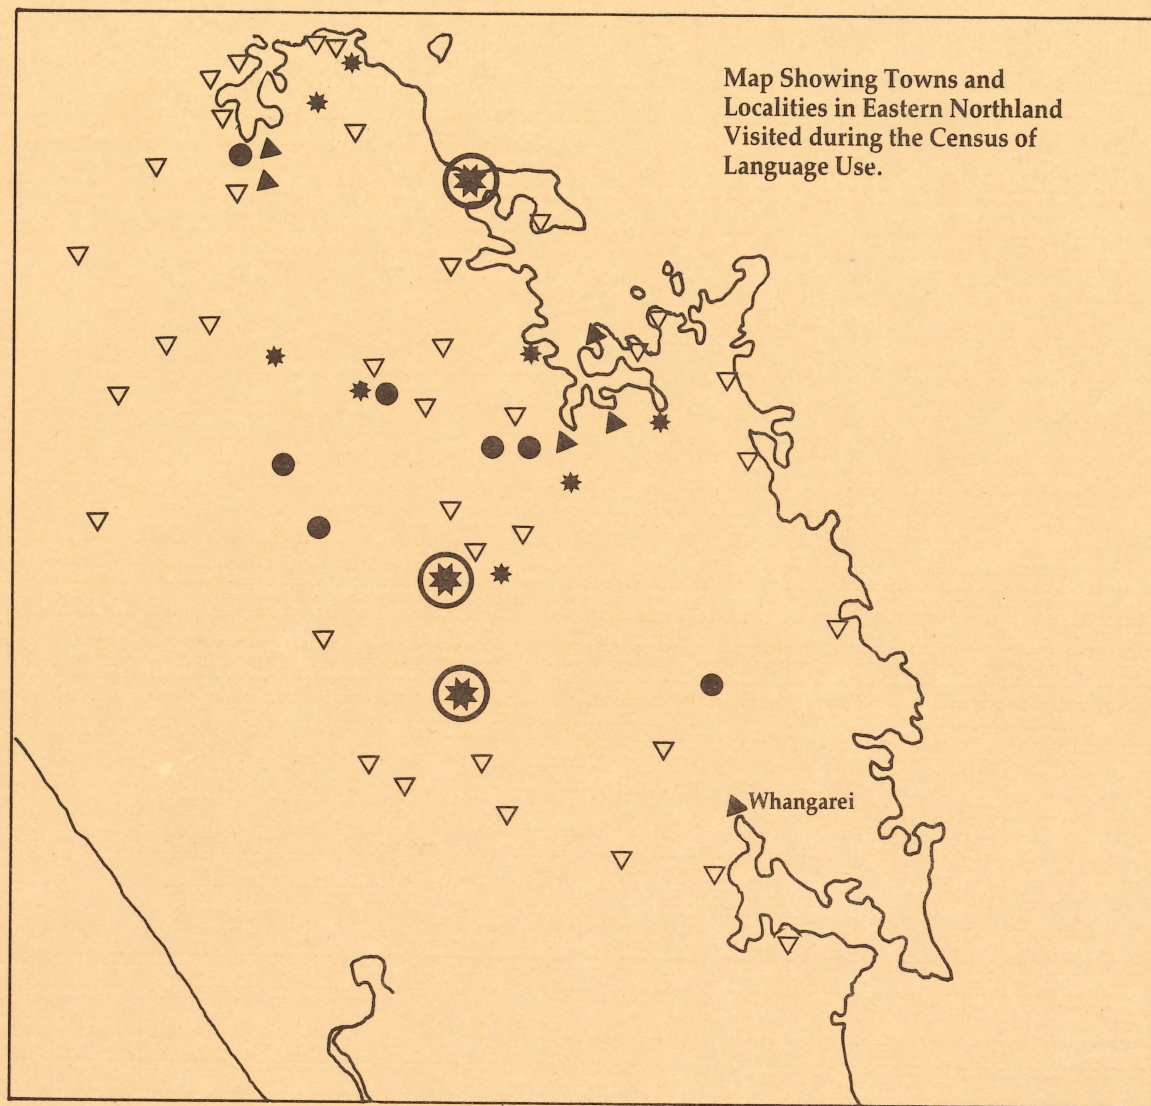 Map Showing Towns and
Localities in Eastern Northland
Visited during the Census of
Language Use.
Whangarei